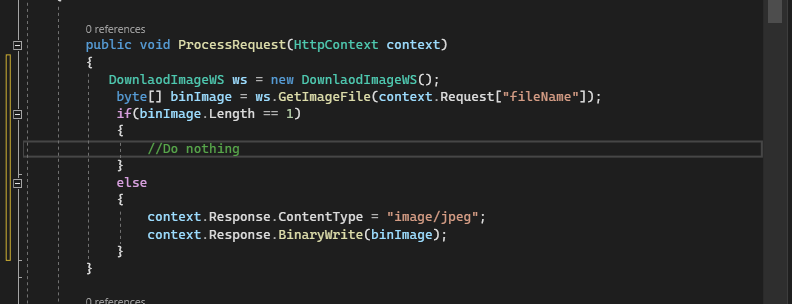 0 references
public void ProcessRequest(HttpContext context)
{
DownlaodImageWS ws = new DownlaodImageWS();
byte[] binImage = ws.GetImageFile(context.Request["fileName"]);
if(binImage.Length == 1)
{
//Do nothing
}
else
{
context.Response.ContentType = "image/jpeg";
context.Response.BinaryWrite(binImage);
}
}
0 references